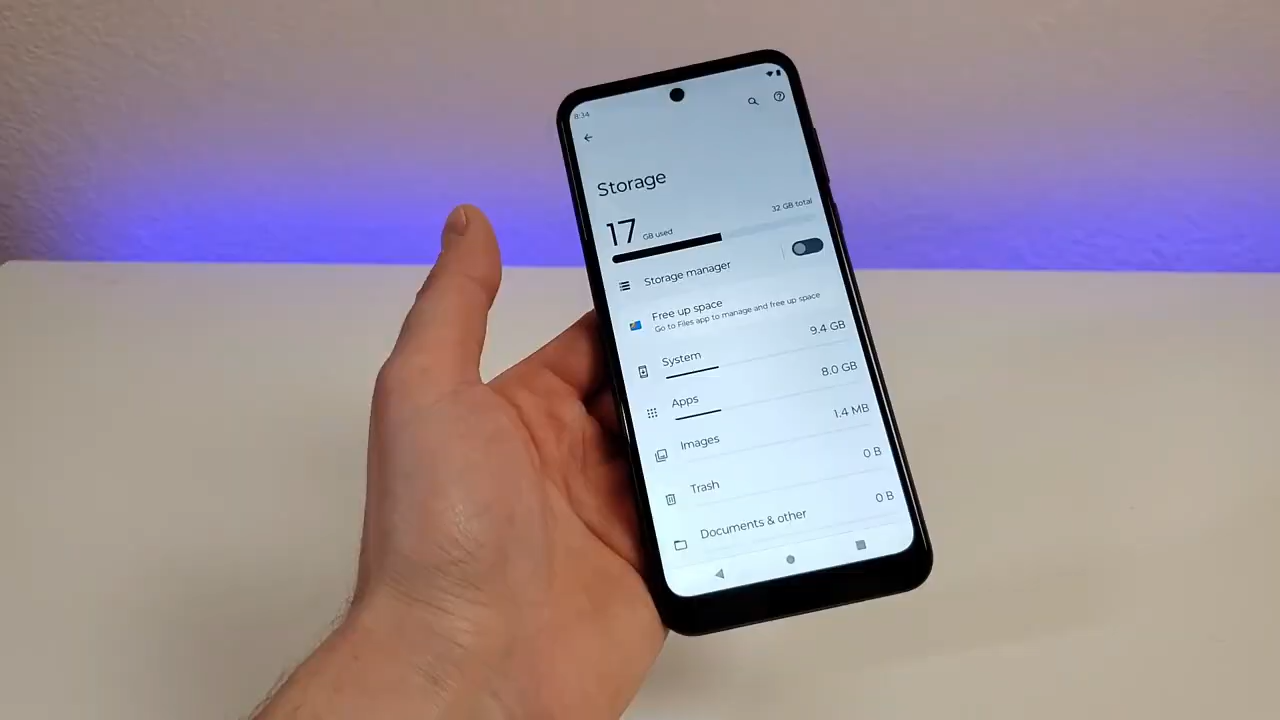 8:34
Storage
17 GB used
32 GB total
Storage manager
Free up space
Go to Files app to manage and free up space
System
9.4 GB
Apps
8.0 GB
Images
1.4 MB
Trash
0 B
Documents & other
0 B